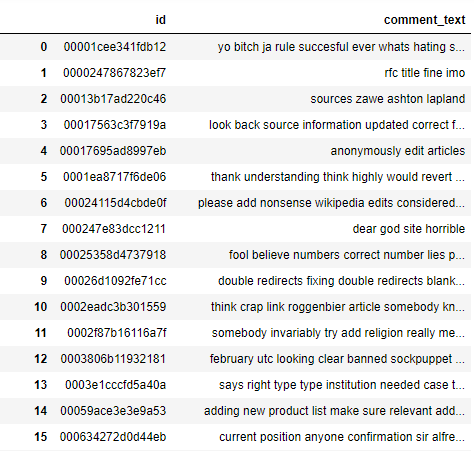 id comment_text
0 00001cee341fdb12 yo bitch ja rule succesful ever whats hating s...
1 0000247867823ef7 rfc title fine imo
2 00013b17ad220c46 sources zawe ashton lapland
3 00017563c3f7919a look back source information updated correct f...
4 00017695ad8997eb anonymously edit articles
5 0001ea8717f6de06 thank understanding think highly would revert ...
6 00024115d4cbde0f please add nonsense wikipedia edits considered...
7 000247e83dcc1211 dear god site horrible
8 00025358d4737918 fool believe numbers correct number lies p...
9 00026d1092fe71cc double redirects fixing double redirects blank...
10 0002eadc3b301559 think crap link roggenbier article somebody kn...
11 0002f87b16116a7f somebody invariably try add religion really me...
12 0003806b11932181 february utc looking clear banned sockpuppet ...
13 0003e1cccfd5a40a says right type type institution needed case t...
14 00059ace3e3e9a53 adding new product list make sure relevant add...
15 000634272d0d44eb current position anyone confirmation sir alfre...